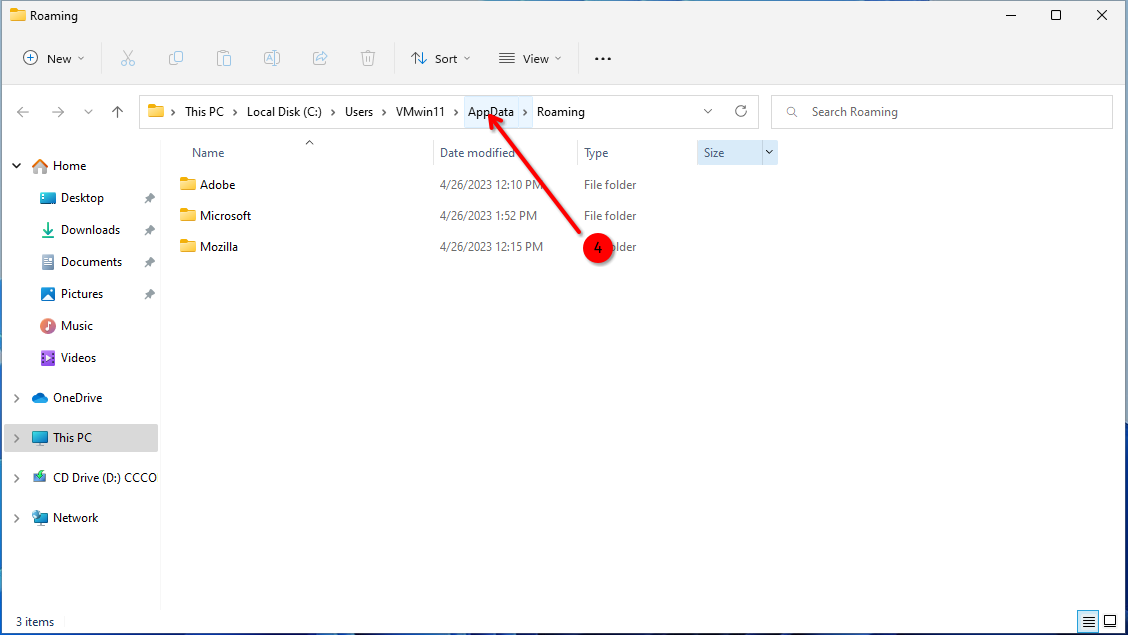 Roaming
New
Sort
View
This PC > Local Disk (C:) > Users > VMwin11 > AppData > Roaming
Search Roaming
Name
Date modified
Type
Size
Home
Desktop
Downloads
Documents
Pictures
Music
Videos
OneDrive
This PC
CD Drive (D:) CCCO
Network
Adobe 4/26/2023 12:10 PM File folder
Microsoft 4/26/2023 1:52 PM File folder
Mozilla 4/26/2023 12:15 PM older
4
3 items